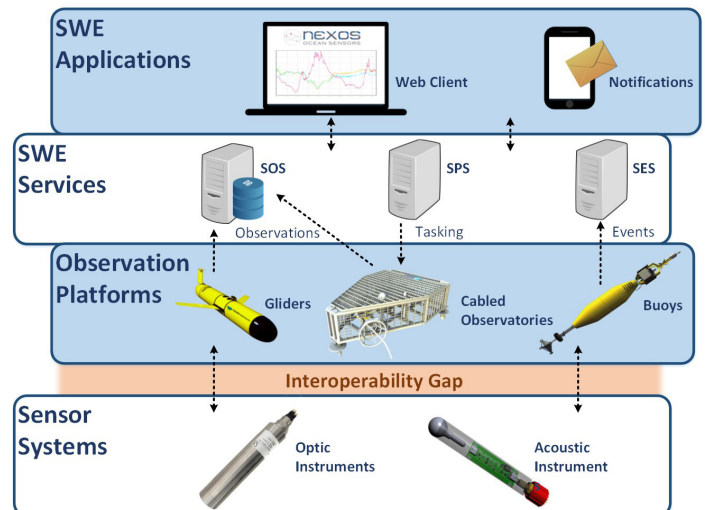 SWE
Applications
nexos
OCEAN SENSORS
Web Client
Notifications
SWE
Services
SOS
SPS
SES
Observations
Tasking
Events
Observation
Platforms
Gliders
Cabled
Observatories
Buoys
Interoperability Gap
Sensor
Systems
Optic
Instruments
Acoustic
Instrument